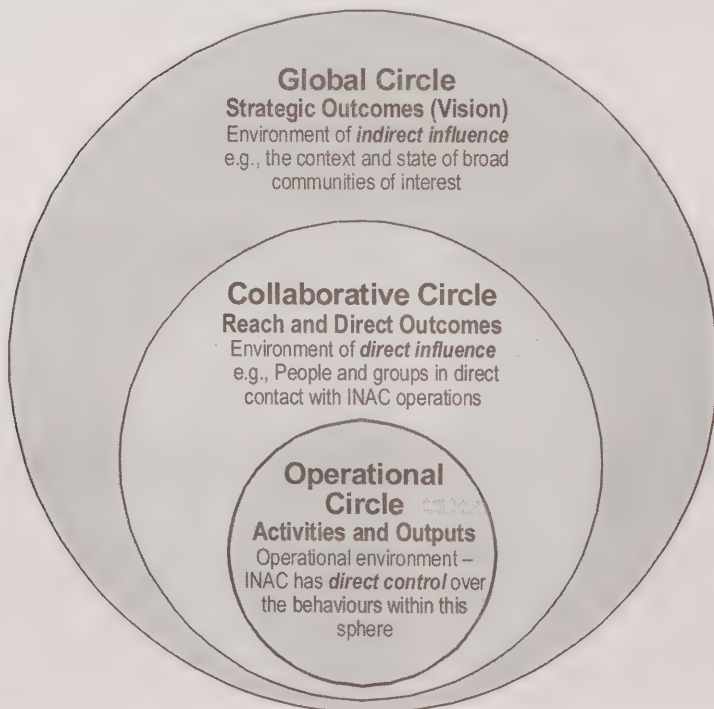 Global Circle
Strategic Outcomes (Vision)
Environment of indirect influence
e.g., the context and state of broad
communities of interest
Collaborative Circle
Reach and Direct Outcomes
Environment of direct influence
e.g., People and groups in direct
contact with INAC operations
Operational
Circle
Activities and Outputs
Operational environment –
INAC has direct control over
the behaviours within this
sphere